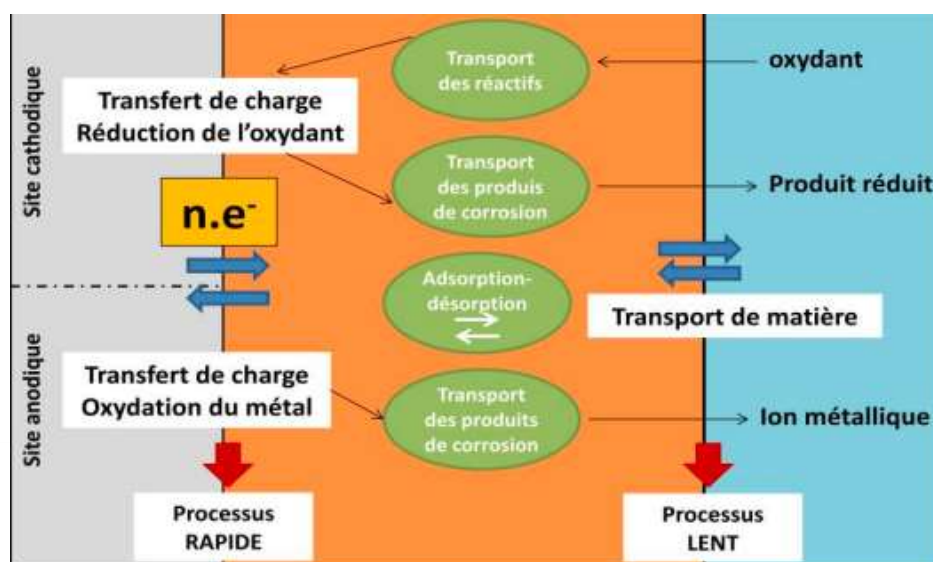 Site cathodique
Transport
des réactifs
oxydant
Transfert de charge
Réduction de l'oxydant
Transport
des produis
de corrosion
Produit réduit
n.e-
Adsorption-
désorption
Transport de matière
Site anodique
Transfert de charge
Oxydation du métal
Transport
des produits
de corrosion
Ion métallique
Processus
RAPIDE
Processus
LENT